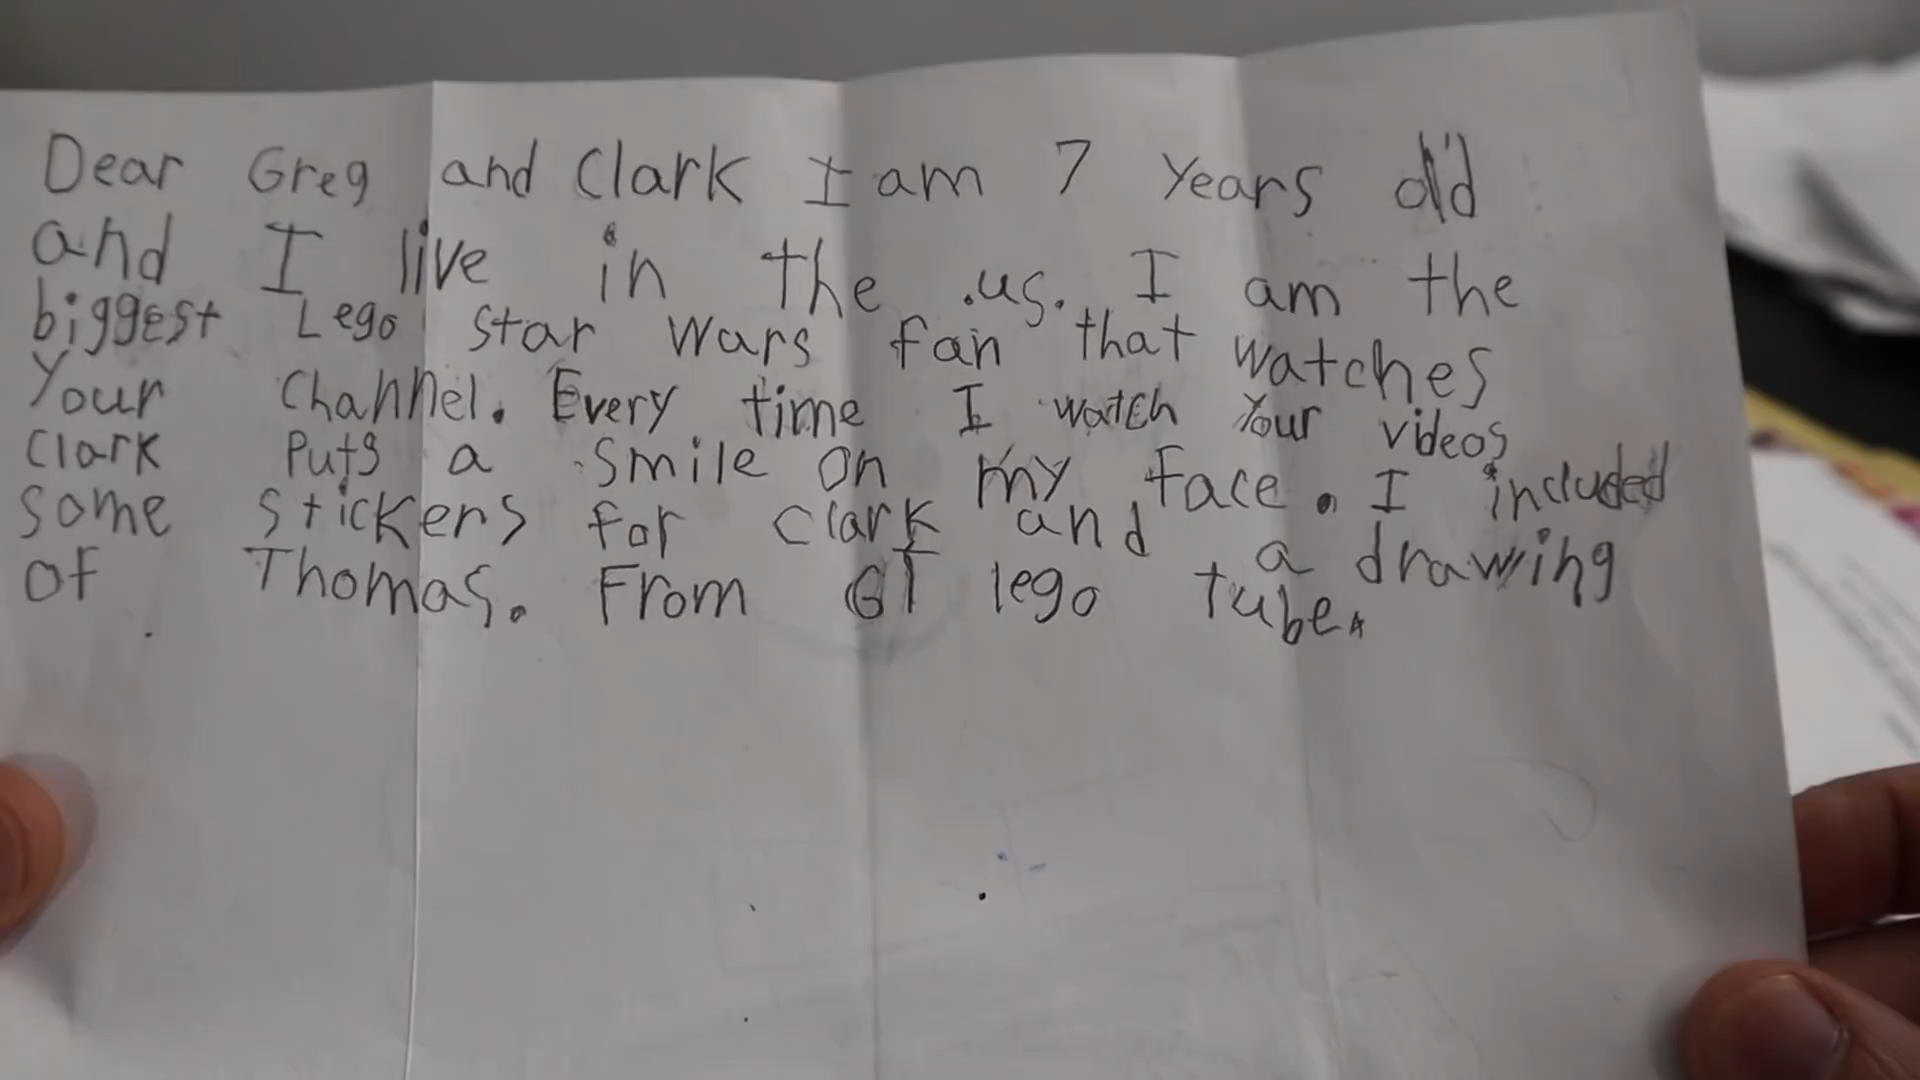 Dear Greg and Clark I am 7 years old
and I live in the .us. I am the
biggest Lego star wars fan that watches
Your channel. Every time I watch Your videos
Clark Puts a smile on my face. I included
some stickers for Clark and a drawing
of Thomas. From GT lego tube.